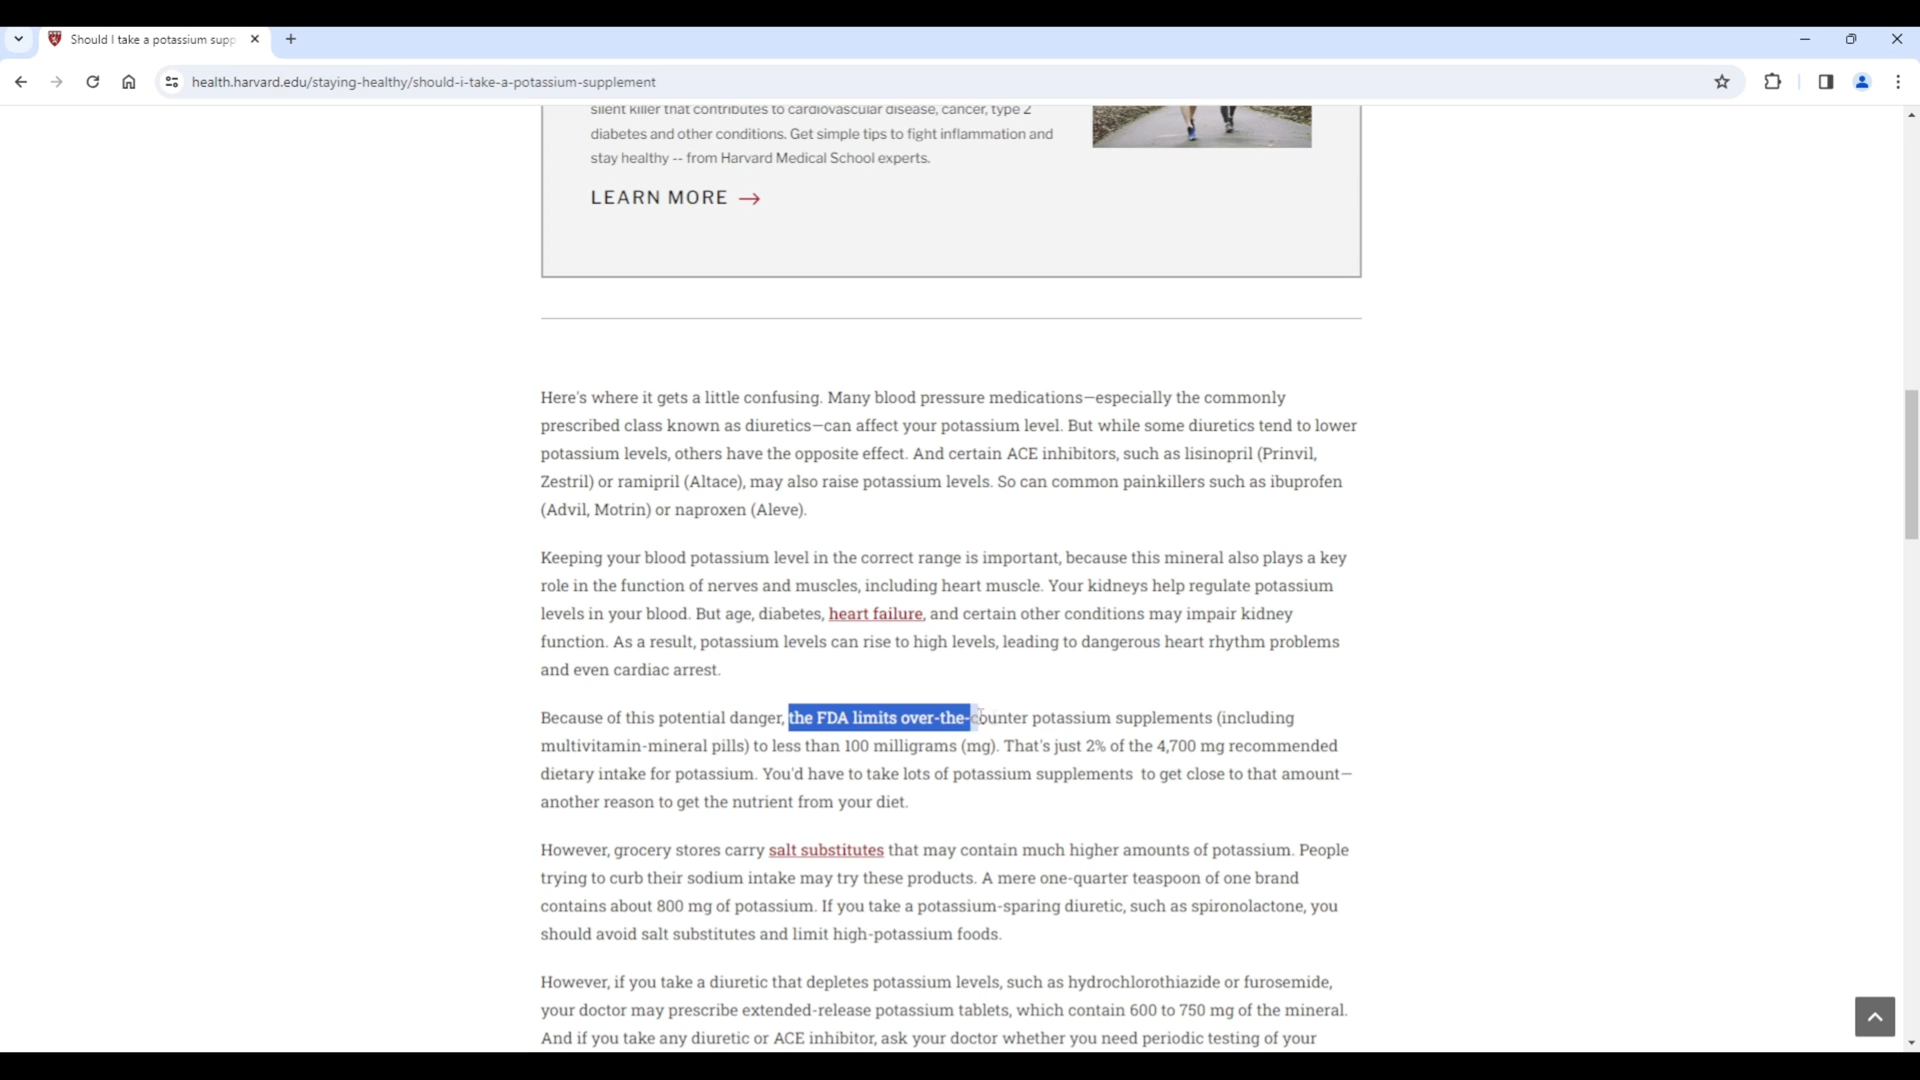 Should I take a potassium supp
health.harvard.edu/staying-healthy/should-i-take-a-potassium-supplement
silent killer that contributes to cardiovascular disease, cancer, type 2
diabetes and other conditions. Get simple tips to fight inflammation and
stay healthy -- from Harvard Medical School experts.
LEARN MORE →
Here's where it gets a little confusing. Many blood pressure medications—especially the commonly
prescribed class known as diuretics—can affect your potassium level. But while some diuretics tend to lower
potassium levels, others have the opposite effect. And certain ACE inhibitors, such as lisinopril (Prinvil,
Zestril) or ramipril (Altace), may also raise potassium levels. So can common painkillers such as ibuprofen
(Advil, Motrin) or naproxen (Aleve).
Keeping your blood potassium level in the correct range is important, because this mineral also plays a key
role in the function of nerves and muscles, including heart muscle. Your kidneys help regulate potassium
levels in your blood. But age, diabetes, heart failure, and certain other conditions may impair kidney
function. As a result, potassium levels can rise to high levels, leading to dangerous heart rhythm problems
and even cardiac arrest.
Because of this potential danger, the FDA limits over-the-counter potassium supplements (including
multivitamin-mineral pills) to less than 100 milligrams (mg). That's just 2% of the 4,700 mg recommended
dietary intake for potassium. You'd have to take lots of potassium supplements to get close to that amount—
another reason to get the nutrient from your diet.
However, grocery stores carry salt substitutes that may contain much higher amounts of potassium. People
trying to curb their sodium intake may try these products. A mere one-quarter teaspoon of one brand
contains about 800 mg of potassium. If you take a potassium-sparing diuretic, such as spironolactone, you
should avoid salt substitutes and limit high-potassium foods.
However, if you take a diuretic that depletes potassium levels, such as hydrochlorothiazide or furosemide,
your doctor may prescribe extended-release potassium tablets, which contain 600 to 750 mg of the mineral.
And if you take any diuretic or ACE inhibitor, ask your doctor whether you need periodic testing of your